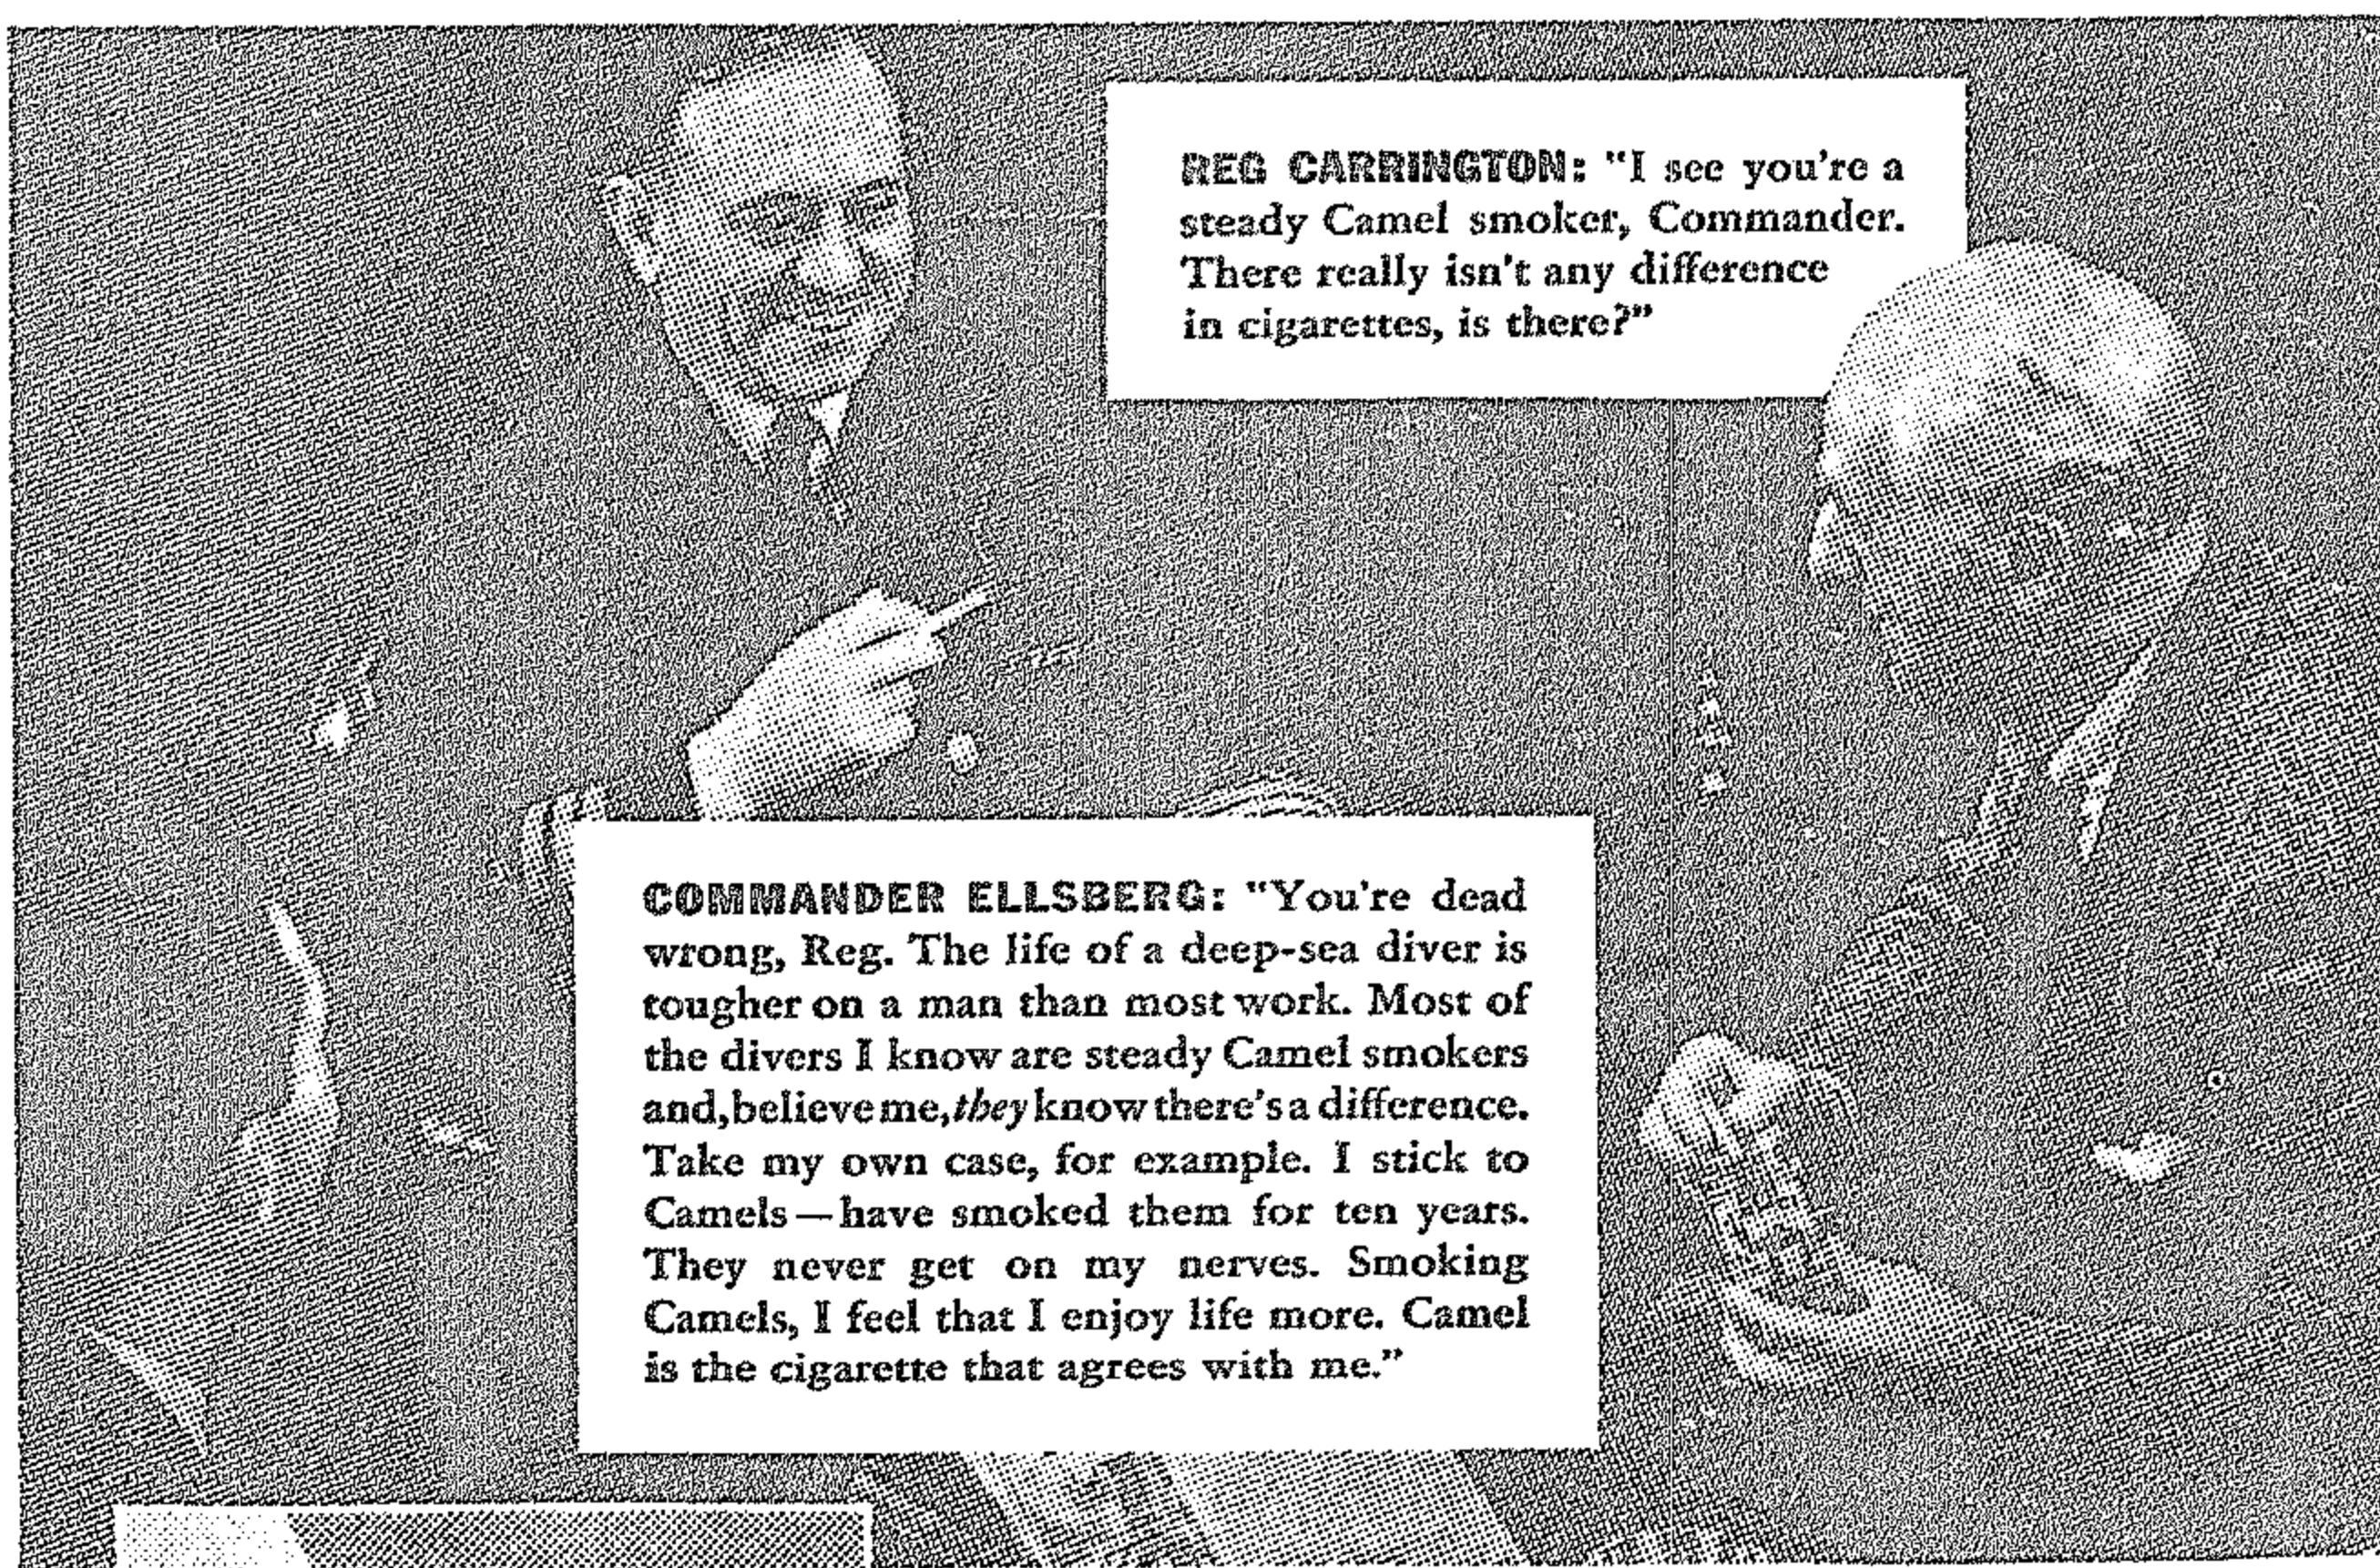 REG CARRINGTON: "I see you're a
steady Camel smoker, Commander.
There really isn't any difference
in cigarettes, is there?"
COMMANDER ELLSBERG: "You're dead
wrong, Reg. The life of a deep-sea diver is
tougher on a man than most work. Most of
the divers I know are steady Camel smokers
and, believe me, they know there's a difference.
Take my own case, for example. I stick to
Camels—have smoked them for ten years.
They never get on my nerves. Smoking
Camels, I feel that I enjoy life more. Camel
is the cigarette that agrees with me."